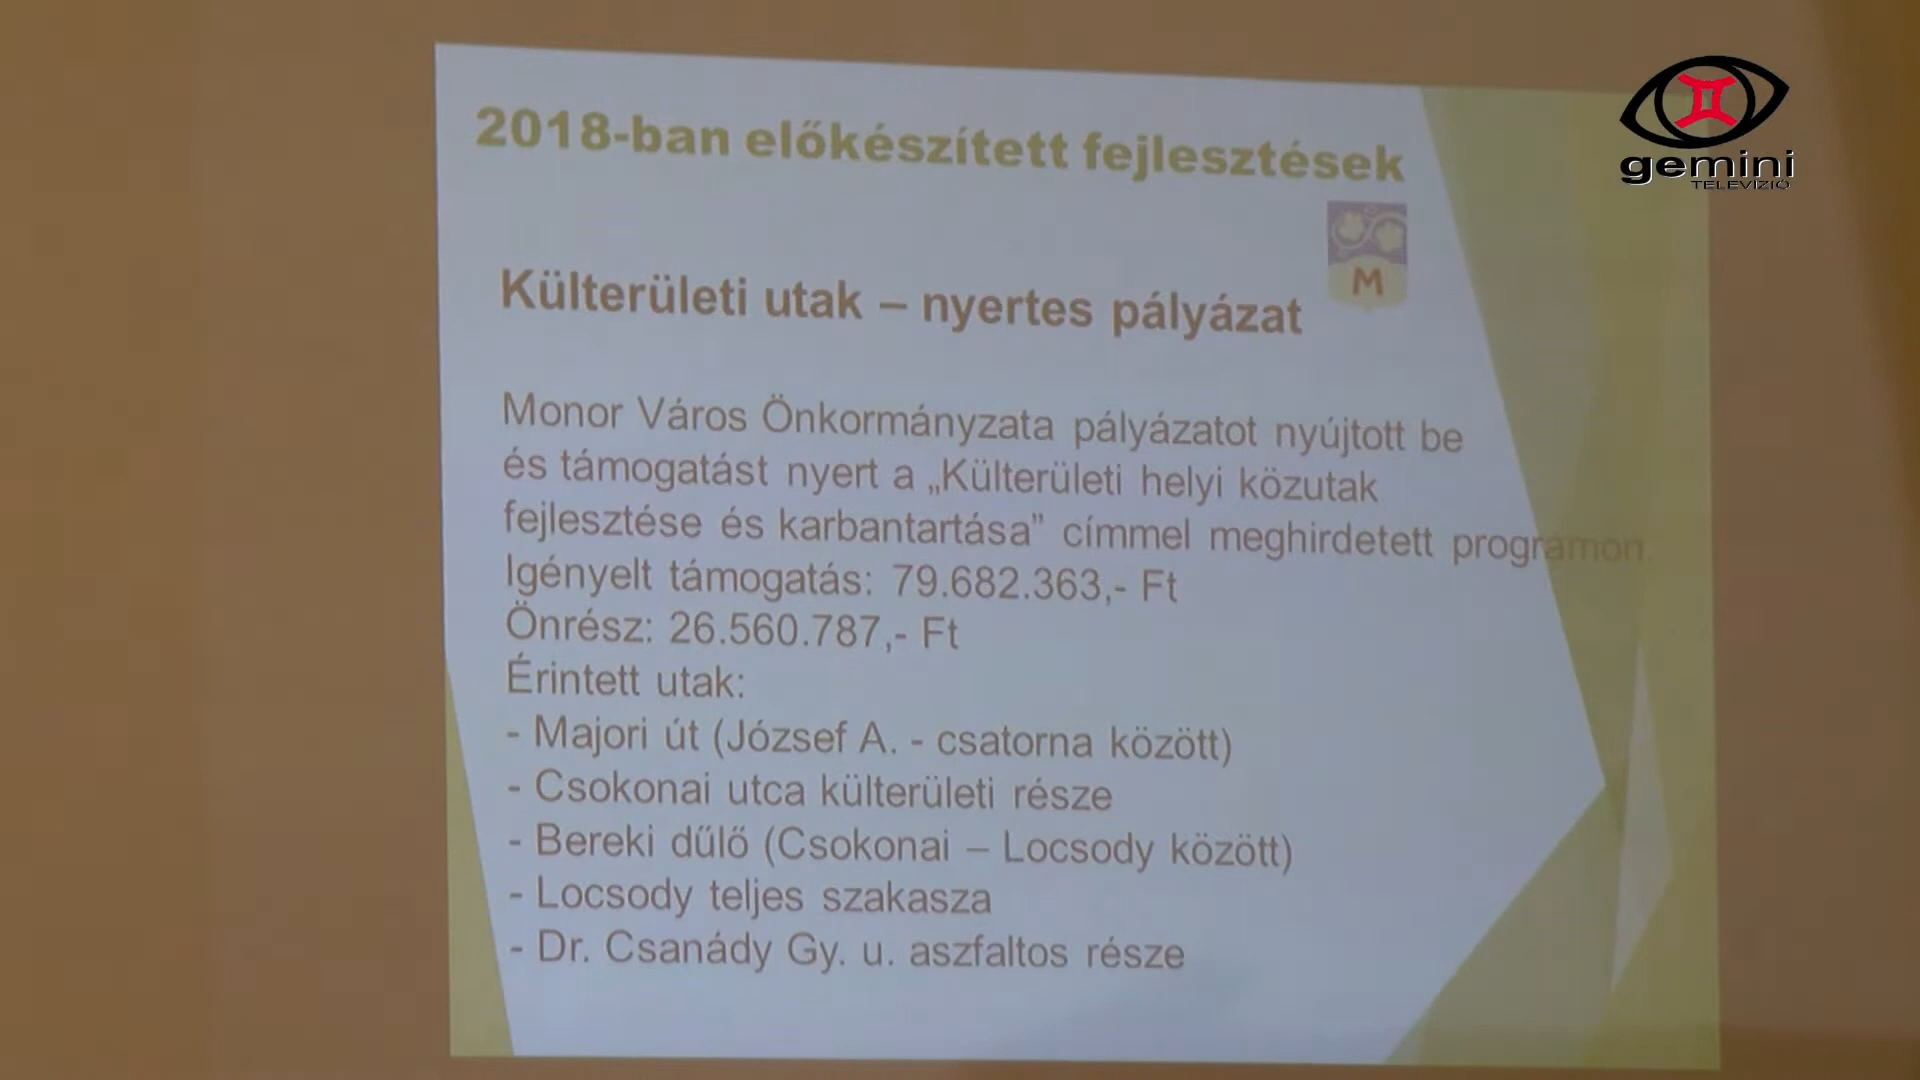 2018-ban előkészített fejlesztések
gemini
TELEVÍZIÓ
M
Külterületi utak – nyertes pályázat
Monor Város Önkormányzata pályázatot nyújtott be
és támogatást nyert a „Külterületi helyi közutak
fejlesztése és karbantartása” címmel meghirdetett programon.
Igényelt támogatás: 79.682.363,- Ft
Önrész: 26.560.787,- Ft
Érintett utak:
- Majori út (József A. - csatorna között)
- Csokonai utca külterületi része
- Bereki dűlő (Csokonai – Locsody között)
- Locsody teljes szakasza
- Dr. Csanády Gy. u. aszfaltos része